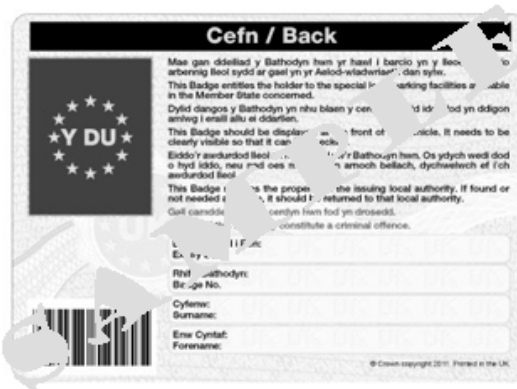 Cefn / Back
Mae gan ddeiliad y Bathodyn hwn yr hawl i barcio yn y
arbennig lleol sydd ar gael yn yr Aelod-wladwriaeth dan sylw.
This Badge entitles the holder to the special parking facilities available
in the Member State concerned.
Dylid dangos y Bathodyn yn nhu blaen y fod yn ddigon
amlwg i eraill allu ei ddarllen.
This Badge should be displayed front of vehicle. It needs to be
clearly visible so that it can
Eiddo'r awdurdod lleol Bathodyn hwn. Os ydych wedi dod
o hyd iddo, neu arnoch bellach, dychwelwch ef i'ch
awdurdod lleol
This Badge the property the issuing local authority. If found or
not needed it should be returned to that local authority.
Gall cerdyn hwn fod yn drosedd.
constitute a criminal offence.
Y DU
Rhif Bathodyn:
Badge No.
Cyfenw:
Surname:
Enw Cyntaf:
Forename:
© Crown copyright 2011. Printed in the UK
SAMPLE